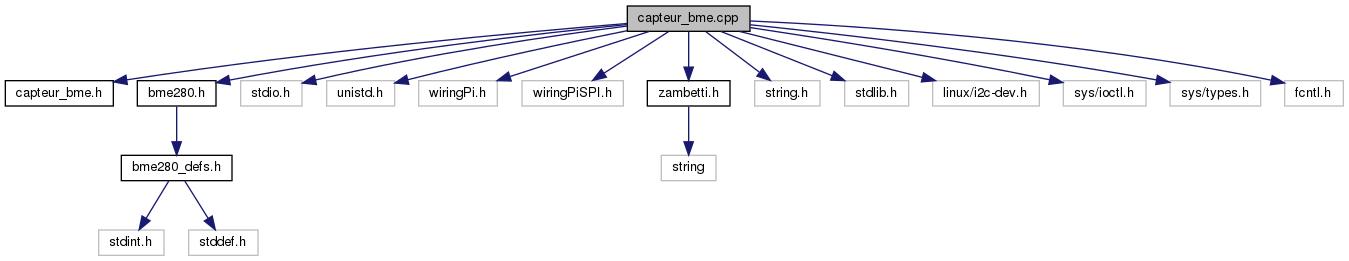 capteur_bme.cpp
capteur_bme.h
bme280.h
stdio.h
unistd.h
wiringPi.h
wiringPiSPI.h
zambetti.h
string.h
stdlib.h
linux/i2c-dev.h
sys/ioctl.h
sys/types.h
fcntl.h
bme280_defs.h
string
stdint.h
stddef.h